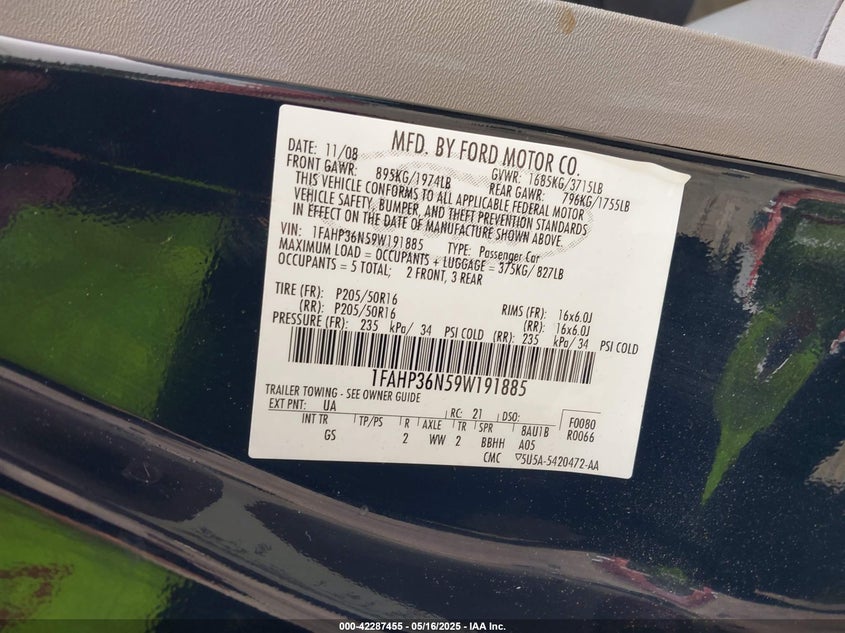 MFD. BY FORD MOTOR CO.
DATE: 11/08 GVWR: 1685KG/3715LB
FRONT GAWR: 895KG/1974LB REAR GAWR: 796KG/1755LB
THIS VEHICLE CONFORMS TO ALL APPLICABLE FEDERAL MOTOR
VEHICLE SAFETY, BUMPER, AND THEFT PREVENTION STANDARDS
IN EFFECT ON THE DATE OF MANUFACTURE SHOWN ABOVE.
VIN: 1FAHP36N59W191885 TYPE: Passenger Car
MAXIMUM LOAD = OCCUPANTS + LUGGAGE = 375KG/ 827LB
OCCUPANTS = 5 TOTAL; 2 FRONT, 3 REAR
TIRE (FR): P205/50R16 RIMS (FR): 16x6.0J
(RR): P205/50R16 (RR): 16x6.0J
PRESSURE (FR): 235 kPa/ 34 PSI COLD (RR): 235 kPa/ 34 PSI COLD
1FAHP36N59W191885
TRAILER TOWING - SEE OWNER GUIDE
EXT PNT: UA RC: 21 DSO: F0080
INT TR TP/PS R AXLE TR SPR BAU1B R0066
GS 2 WW 2 BBHH A05
CMC 5U5A-5420472-AA
000-42287455 - 05/16/2025 - IAA Inc.